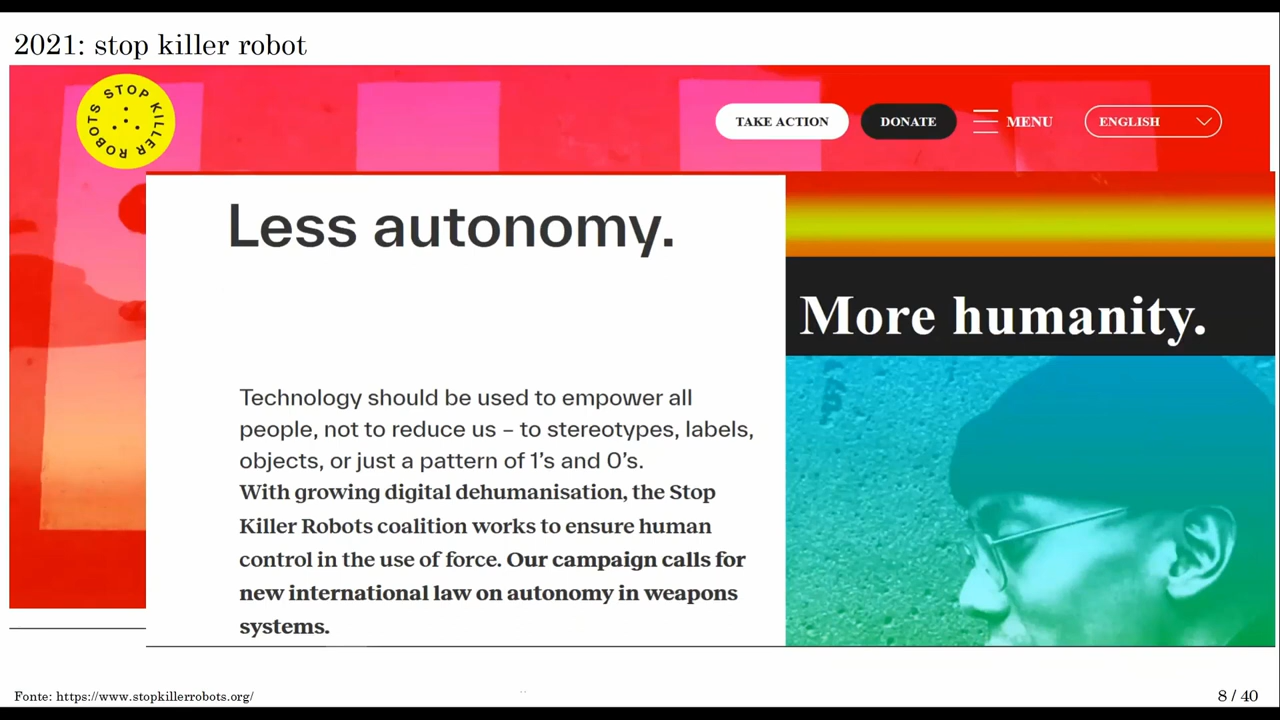 2021: stop killer robot
STOP KILLER ROBOTS
TAKE ACTION
DONATE
MENU
ENGLISH
Less autonomy.
More humanity.
Technology should be used to empower all
people, not to reduce us – to stereotypes, labels,
objects, or just a pattern of 1's and 0's.
With growing digital dehumanisation, the Stop
Killer Robots coalition works to ensure human
control in the use of force. Our campaign calls for
new international law on autonomy in weapons
systems.
Fonte: https://www.stopkillerrobots.org/
8 / 40